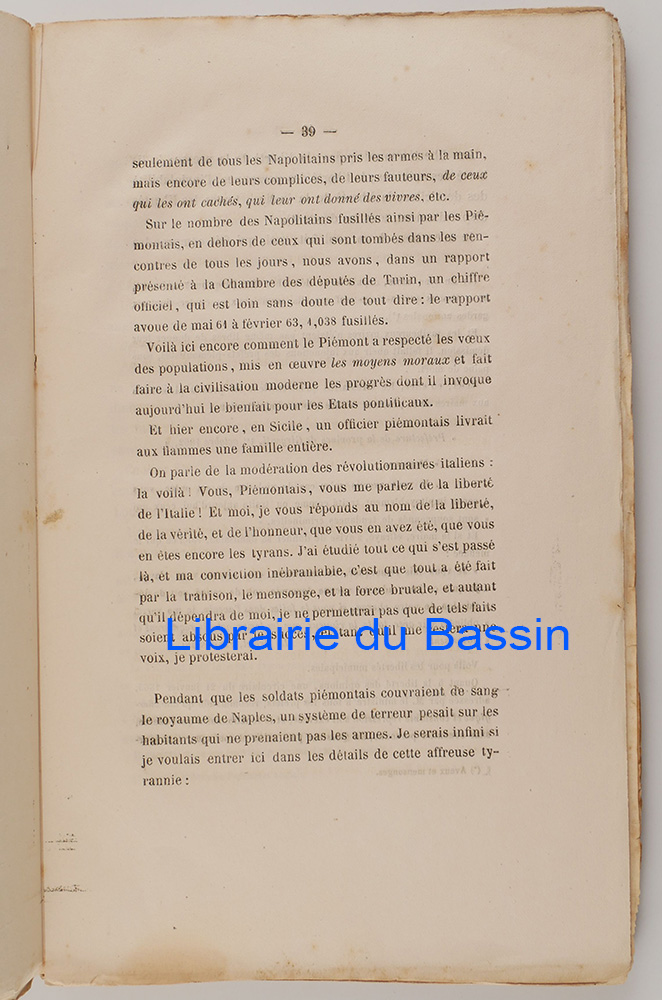 — 39 —
seulement de tous les Napolitains pris les armes à la main,
mais encore de leurs complices, de leurs fauteurs, de ceux
qui les ont cachés, qui leur ont donné des vivres, etc.
Sur le nombre des Napolitains fusillés ainsi par les Pié-
montais, en dehors de ceux qui sont tombés dans les ren-
contres de tous les jours, nous avons, dans un rapport
présenté à la Chambre des députés de Turin, un chiffre
officiel, qui est loin sans doute de tout dire : le rapport
avoue de mai 61 à février 63, 1,038 fusillés.
Voilà ici encore comment le Piémont a respecté les vœux
des populations, mis en œuvre les moyens moraux et fait
faire à la civilisation moderne les progrès dont il invoque
aujourd'hui le bienfait pour les Etats pontificaux.
Et hier encore, en Sicile, un officier piémontais livrait
aux flammes une famille entière.
On parle de la modération des révolutionnaires italiens :
la voilà ! Vous, Piémontais, vous me parlez de la liberté
de l'Italie ! Et moi, je vous réponds au nom de la liberté,
de la vérité, et de l'honneur, que vous en avez été, que vous
en êtes encore les tyrans. J'ai étudié tout ce qui s'est passé
là, et ma conviction inébranlable, c'est que tout a été fait
par la trahison, le mensonge, et la force brutale, et autant
qu'il dépendra de moi, je ne permettrai pas que de tels faits
soient absous par
voix, je protesterai.
Librairie du Bassin
Pendant que les soldats piémontais couvraient de sang
le royaume de Naples, un système de terreur pesait sur les
habitants qui ne prenaient pas les armes. Je serais infini si
je voulais entrer ici dans les détails de cette affreuse ty-
rannie :